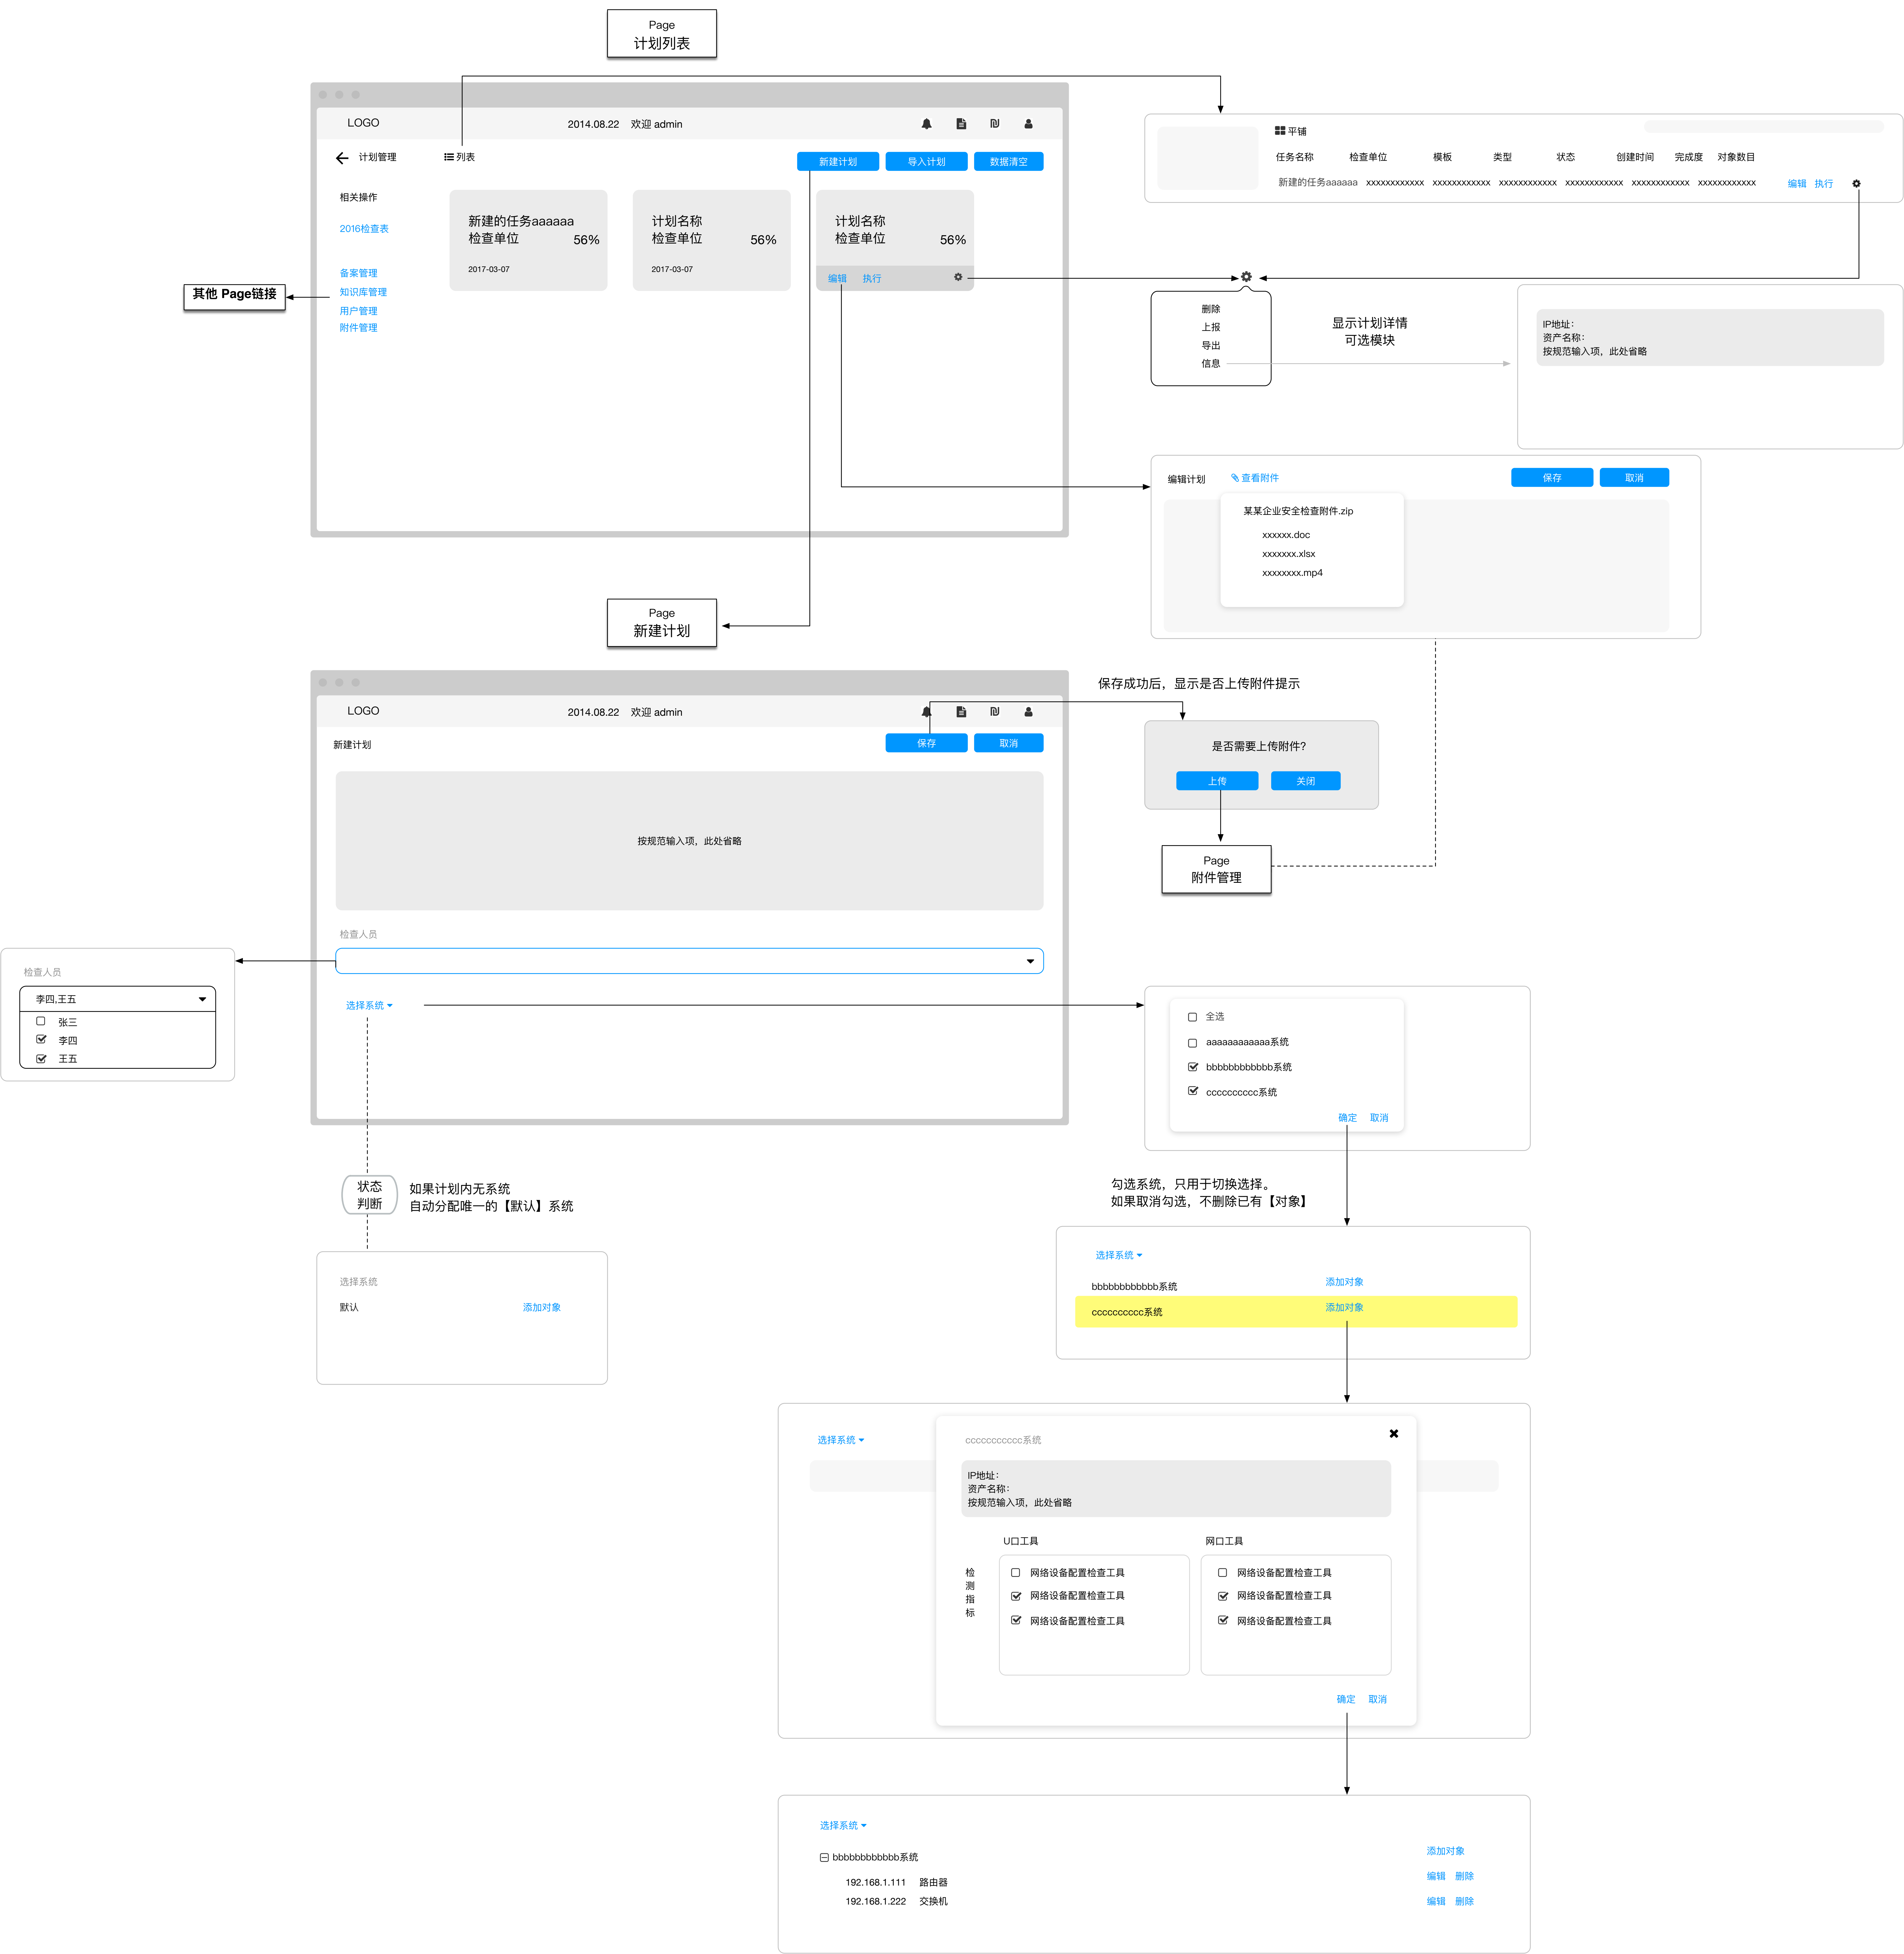 Page
计划列表
LOGO
2014.08.22 欢迎 admin
计划管理
列表
新建计划
导入计划
数据清空
相关操作
2016检查表
备案管理
知识库管理
用户管理
附件管理
其他 Page链接
新建的任务aaaaaa
检查单位 56%
2017-03-07
计划名称
检查单位 56%
2017-03-07
计划名称
检查单位 56%
编辑 执行
平铺
任务名称 检查单位 模板 类型 状态 创建时间 完成度 对象数目
新建的任务aaaaaa xxxxxxxxxxxx xxxxxxxxxxxx xxxxxxxxxxxx xxxxxxxxxxxx xxxxxxxxxxxx xxxxxxxxxxxx 编辑 执行
删除
上报
导出
信息
显示计划详情
可选模块
IP地址：
资产名称：
按规范输入项，此处省略
编辑计划
查看附件
保存
取消
某某企业安全检查附件.zip
xxxxxx.doc
xxxxxxx.xlsx
xxxxxxxx.mp4
Page
新建计划
LOGO
2014.08.22 欢迎 admin
新建计划
保存
取消
按规范输入项，此处省略
检查人员
选择系统
保存成功后，显示是否上传附件提示
是否需要上传附件？
上传
关闭
Page
附件管理
检查人员
李四,王五
张三
李四
王五
全选
aaaaaaaaaaaa系统
bbbbbbbbbbbb系统
cccccccccc系统
确定 取消
状态
判断
如果计划内无系统
自动分配唯一的【默认】系统
选择系统
默认 添加对象
勾选系统，只用于切换选择。
如果取消勾选，不删除已有【对象】
选择系统
bbbbbbbbbbbb系统 添加对象
cccccccccc系统 添加对象
选择系统
ccccccccccc系统
IP地址：
资产名称：
按规范输入项，此处省略
检
测
指
标
U口工具
网络设备配置检查工具
网络设备配置检查工具
网络设备配置检查工具
网口工具
网络设备配置检查工具
网络设备配置检查工具
网络设备配置检查工具
确定 取消
选择系统
bbbbbbbbbbbb系统 添加对象
192.168.1.111 路由器 编辑 删除
192.168.1.222 交换机 编辑 删除